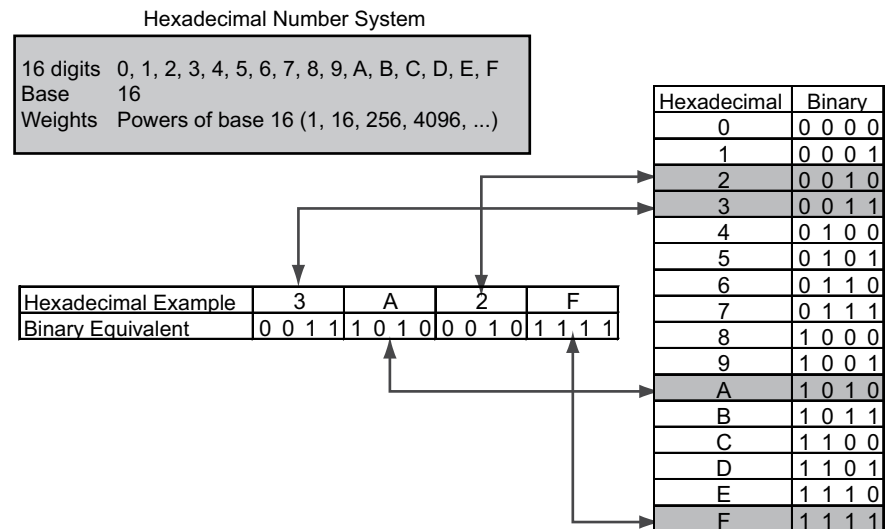 Hexadecimal Number System
16 digits 0, 1, 2, 3, 4, 5, 6, 7, 8, 9, A, B, C, D, E, F
Base 16
Weights Powers of base 16 (1, 16, 256, 4096, ...)
Hexadecimal Example 3 A 2 F
Binary Equivalent 0 0 1 1 1 0 1 0 0 0 1 0 1 1 1 1
Hexadecimal Binary
0 0 0 0 0
1 0 0 0 1
2 0 0 1 0
3 0 0 1 1
4 0 1 0 0
5 0 1 0 1
6 0 1 1 0
7 0 1 1 1
8 1 0 0 0
9 1 0 0 1
A 1 0 1 0
B 1 0 1 1
C 1 1 0 0
D 1 1 0 1
E 1 1 1 0
F 1 1 1 1